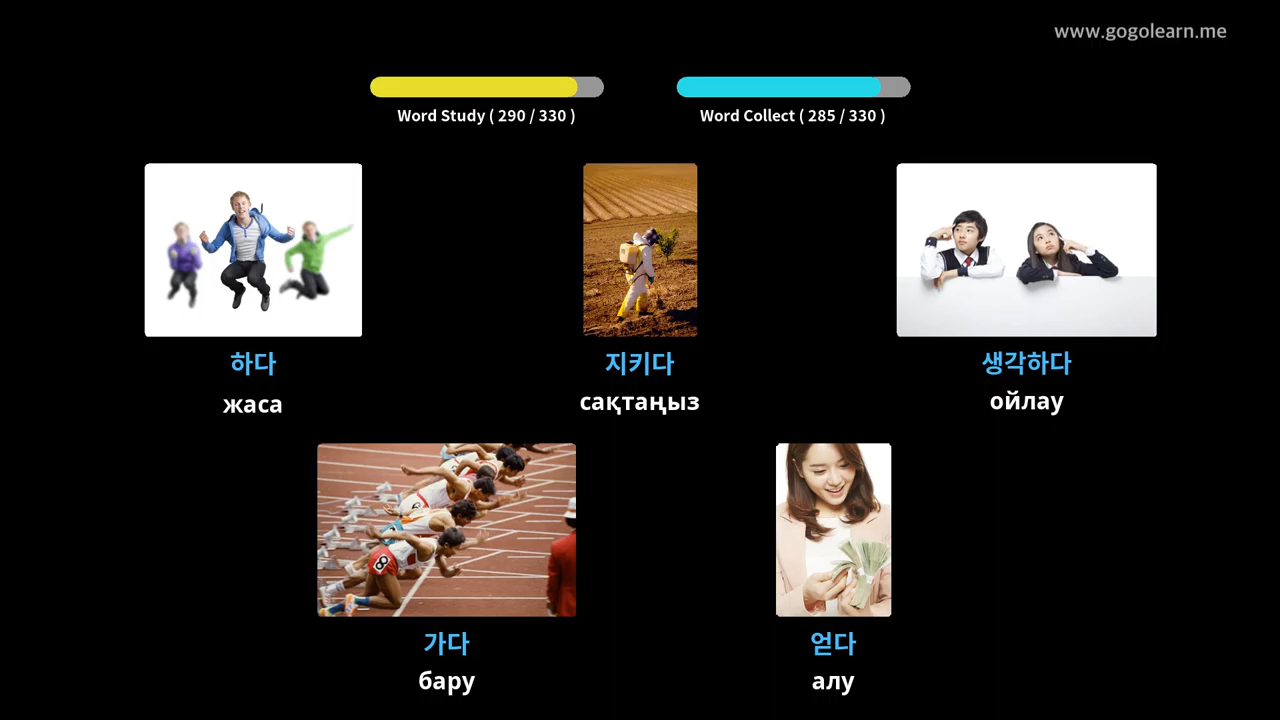 www.gogolearn.me
Word Study ( 290 / 330 )
Word Collect ( 285 / 330 )
하다
지키다
생각하다
жаса
сақтаңыз
ойлау
8
가다
얻다
бару
алу